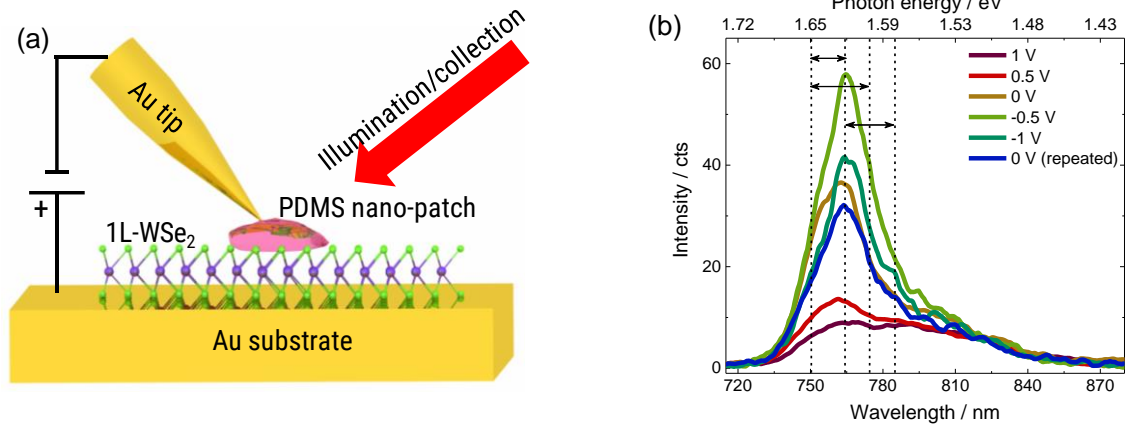 (a)
Au tip
Illumination/collection
+
PDMS nano-patch
1L-WSe₂
Au substrate
(b)
Photon energy / eV
1.72 1.65 1.59 1.53 1.48 1.43
60
40
20
0
Intensity / cts
1 V
0.5 V
0 V
-0.5 V
-1 V
0 V (repeated)
720 750 780 810 840 870
Wavelength / nm